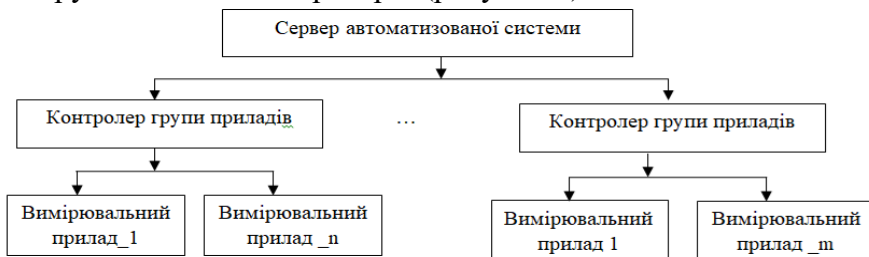 Сервер автоматизованої системи
Контролер групи приладів
...
Контролер групи приладів
Вимірювальний
прилад_1
Вимірювальний
прилад _n
Вимірювальний
прилад 1
Вимірювальний
прилад _m